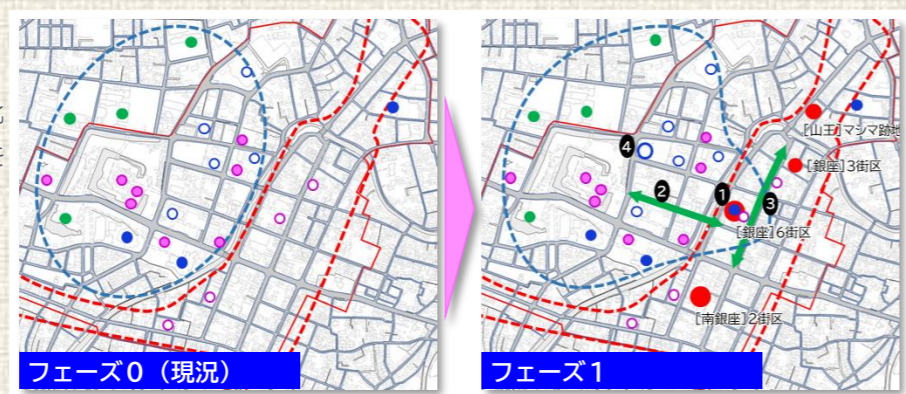 フェーズ0（現況）
4
2
1
3
[山王]マシマ跡地
[銀座]3街区
[銀座]6街区
[南銀座]2街区
フェーズ1